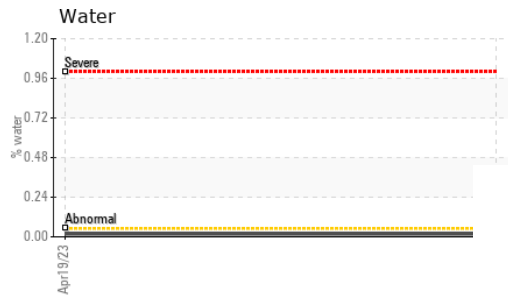 Water
1.20
Severe
0.96
0.72
% water
0.48
0.24
Abnormal
0.00
Apr19/23